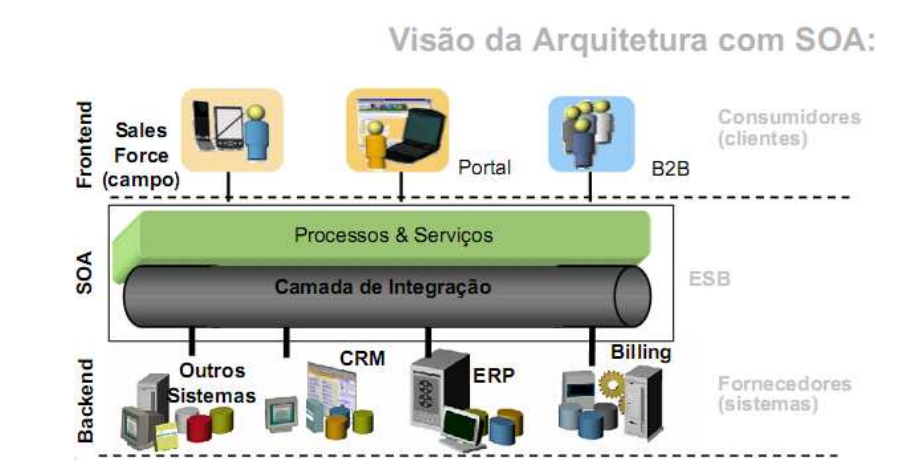 Visão da Arquitetura com SOA:
Frontend
Sales
Force
(campo)
Portal
B2B
Consumidores
(clientes)
SOA
Processos & Serviços
Camada de Integração
ESB
Backend
Outros
Sistemas
CRM
ERP
Billing
Fornecedores
(sistemas)